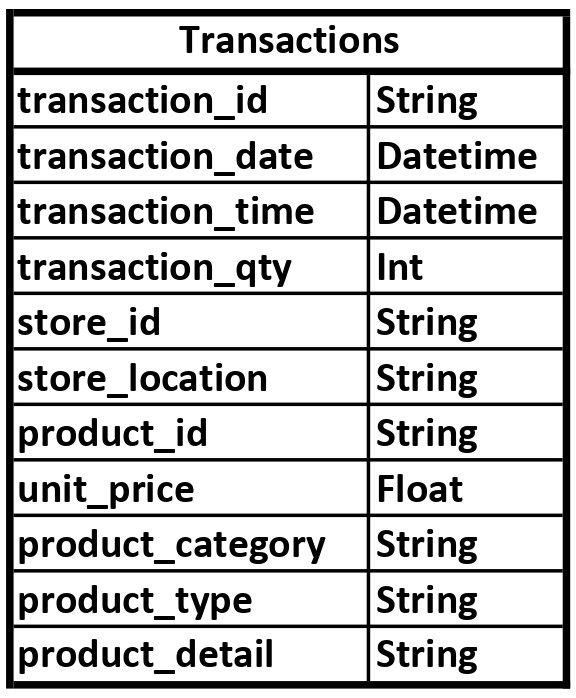 Transactions
transaction_id String
transaction_date Datetime
transaction_time Datetime
transaction_qty Int
store_id String
store_location String
product_id String
unit_price Float
product_category String
product_type String
product_detail String